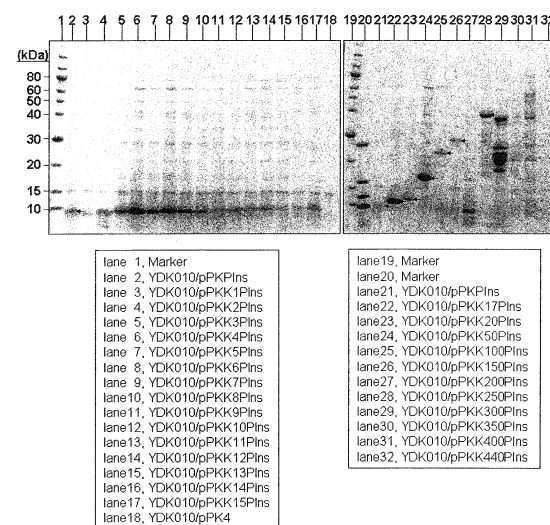 1 2 3 4 5 6 7 8 9 10 11 12 13 14 15 16 17 18 19 20 21 22 23 24 25 26 27 28 29 30 31 32
(kDa)
80
60
50
40
30
20
15
10
lane 1, Marker
lane 2, YDK010/pPKPIns
lane 3, YDK010/pPKK1PIns
lane 4, YDK010/pPKK2PIns
lane 5, YDK010/pPKK3PIns
lane 6, YDK010/pPKK4PIns
lane 7, YDK010/pPKK5PIns
lane 8, YDK010/pPKK6PIns
lane 9, YDK010/pPKK7PIns
lane10, YDK010/pPKK8PIns
lane11, YDK010/pPKK9PIns
lane12, YDK010/pPKK10PIns
lane13, YDK010/pPKK11PIns
lane14, YDK010/pPKK12PIns
lane15, YDK010/pPKK13PIns
lane16, YDK010/pPKK14PIns
lane17, YDK010/pPKK15PIns
lane18, YDK010/pPK4
lane19, Marker
lane20, Marker
lane21, YDK010/pPKPIns
lane22, YDK010/pPKK17PIns
lane23, YDK010/pPKK20PIns
lane24, YDK010/pPKK50PIns
lane25, YDK010/pPKK100PIns
lane26, YDK010/pPKK150PIns
lane27, YDK010/pPKK200PIns
lane28, YDK010/pPKK250PIns
lane29, YDK010/pPKK300PIns
lane30, YDK010/pPKK350PIns
lane31, YDK010/pPKK400PIns
lane32, YDK010/pPKK440PIns